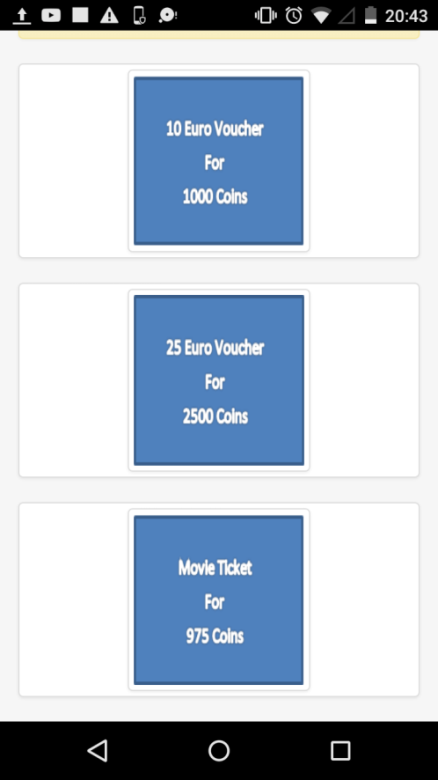 20:43
10 Euro Voucher
For
1000 Coins
25 Euro Voucher
For
2500 Coins
Movie Ticket
For
975 Coins